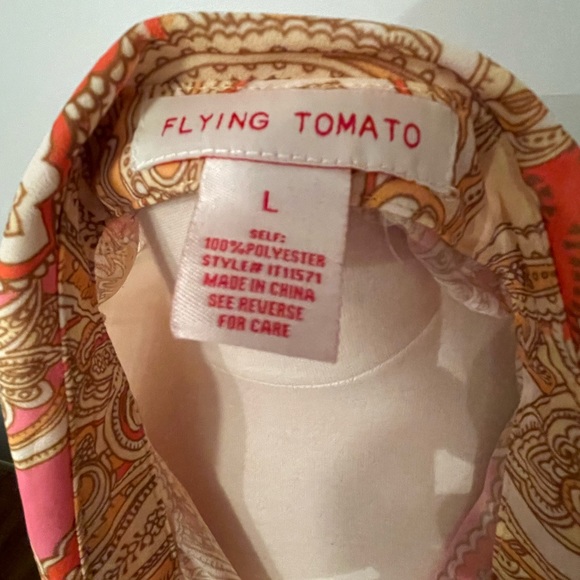 FLYING TOMATO
L
SELF:
100%POLYESTER
STYLE# IT11571
MADE IN CHINA
SEE REVERSE
FOR CARE